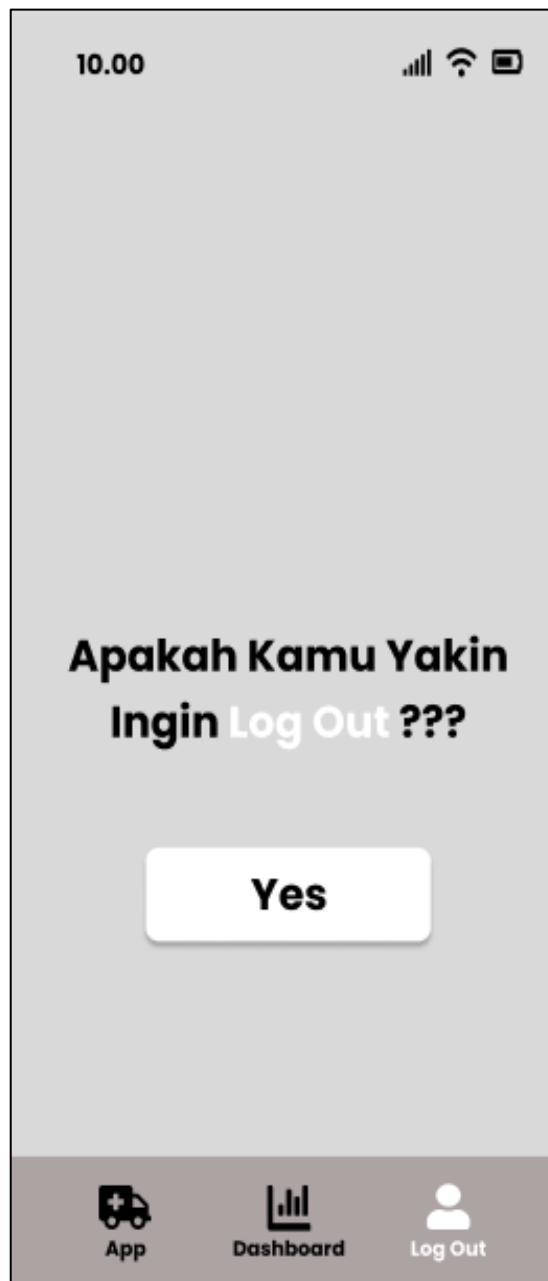 10.00
Apakah Kamu Yakin
Ingin Log Out ???
Yes
App
Dashboard
Log Out